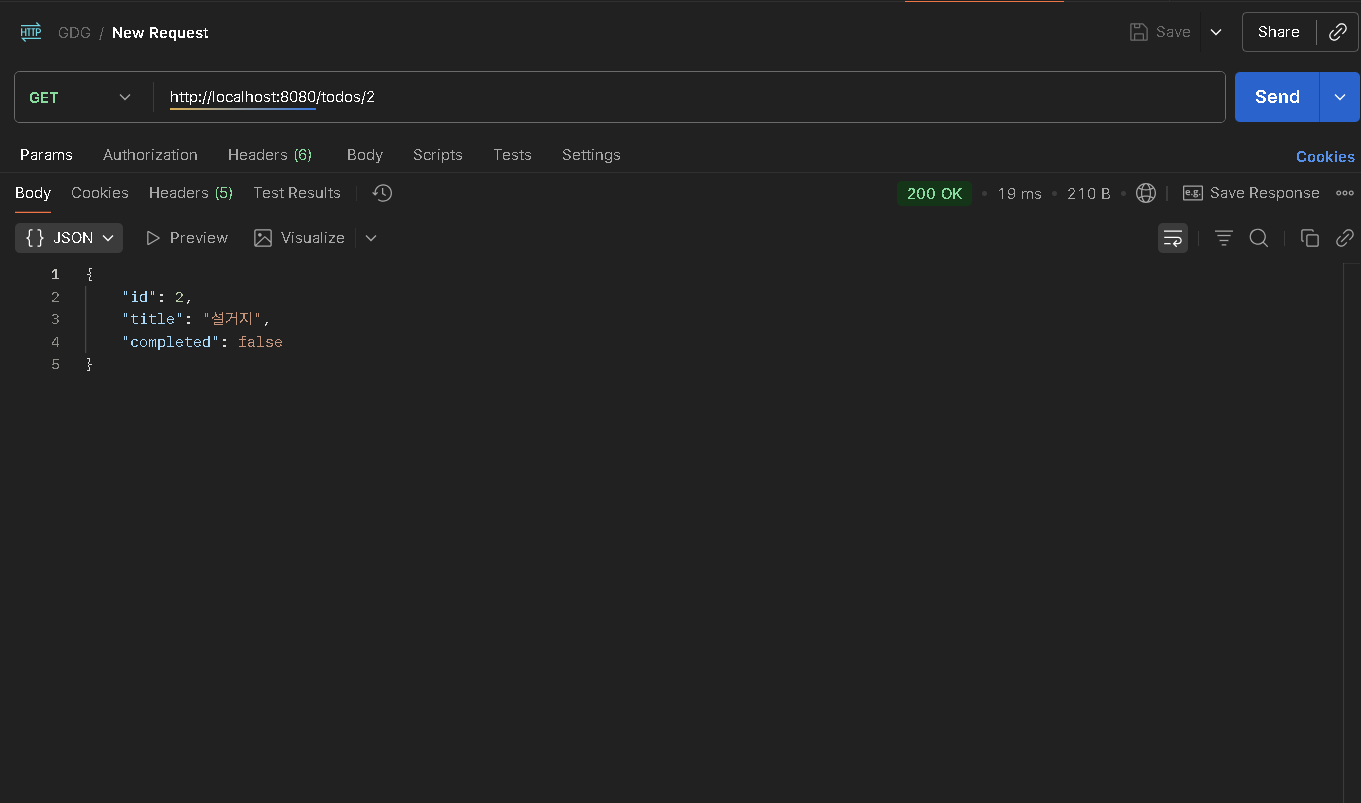 HTTP GDG / New Request Save Share
GET http://localhost:8080/todos/2 Send
Params Authorization Headers (6) Body Scripts Tests Settings Cookies
Body Cookies Headers (5) Test Results 200 OK • 19 ms • 210 B • e.g. Save Response
{} JSON Preview Visualize
1 {
2 "id": 2,
3 "title": "설거지",
4 "completed": false
5 }